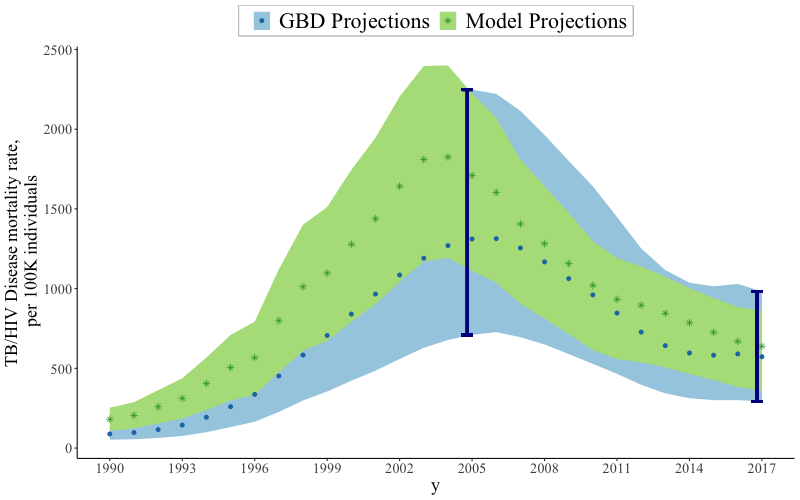 GBD Projections Model Projections
TB/HIV Disease mortality rate,
per 100K individuals
2500
2000
1500
1000
500
0
1990 1993 1996 1999 2002 2005 2008 2011 2014 2017
y